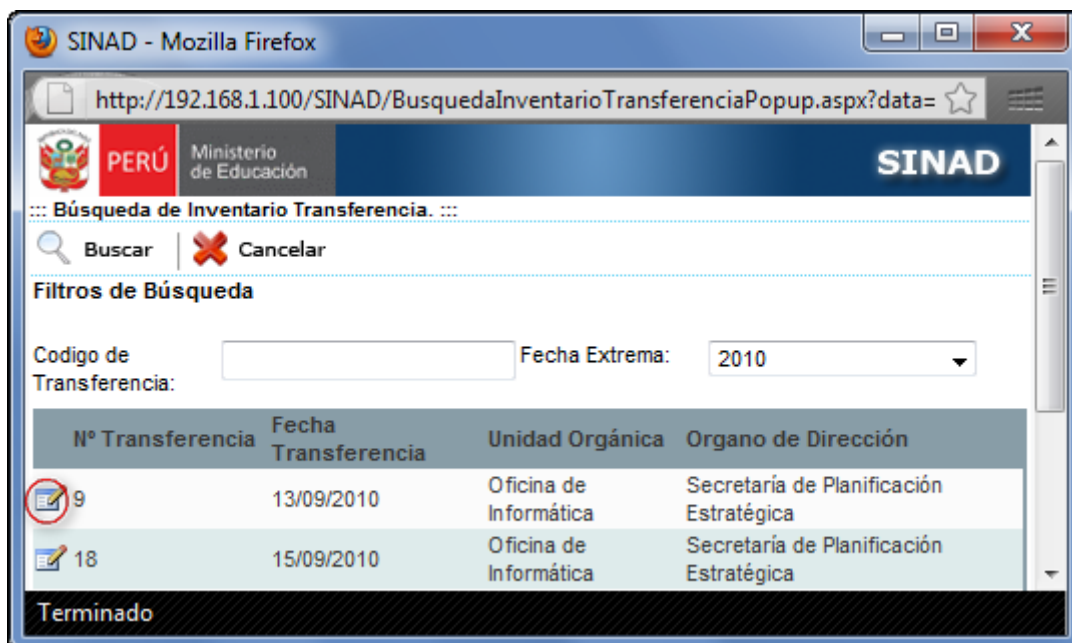 SINAD - Mozilla Firefox
http://192.168.1.100/SINAD/BusquedaInventarioTransferenciaPopup.aspx?data=
PERÚ
Ministerio
de Educación
SINAD
::: Búsqueda de Inventario Transferencia. :::
Buscar
Cancelar
Filtros de Búsqueda
Codigo de
Transferencia:
Fecha Extrema:
2010
Nº Transferencia
Fecha
Transferencia
Unidad Orgánica
Organo de Dirección
9
13/09/2010
Oficina de
Informática
Secretaría de Planificación
Estratégica
18
15/09/2010
Oficina de
Informática
Secretaría de Planificación
Estratégica
Terminado